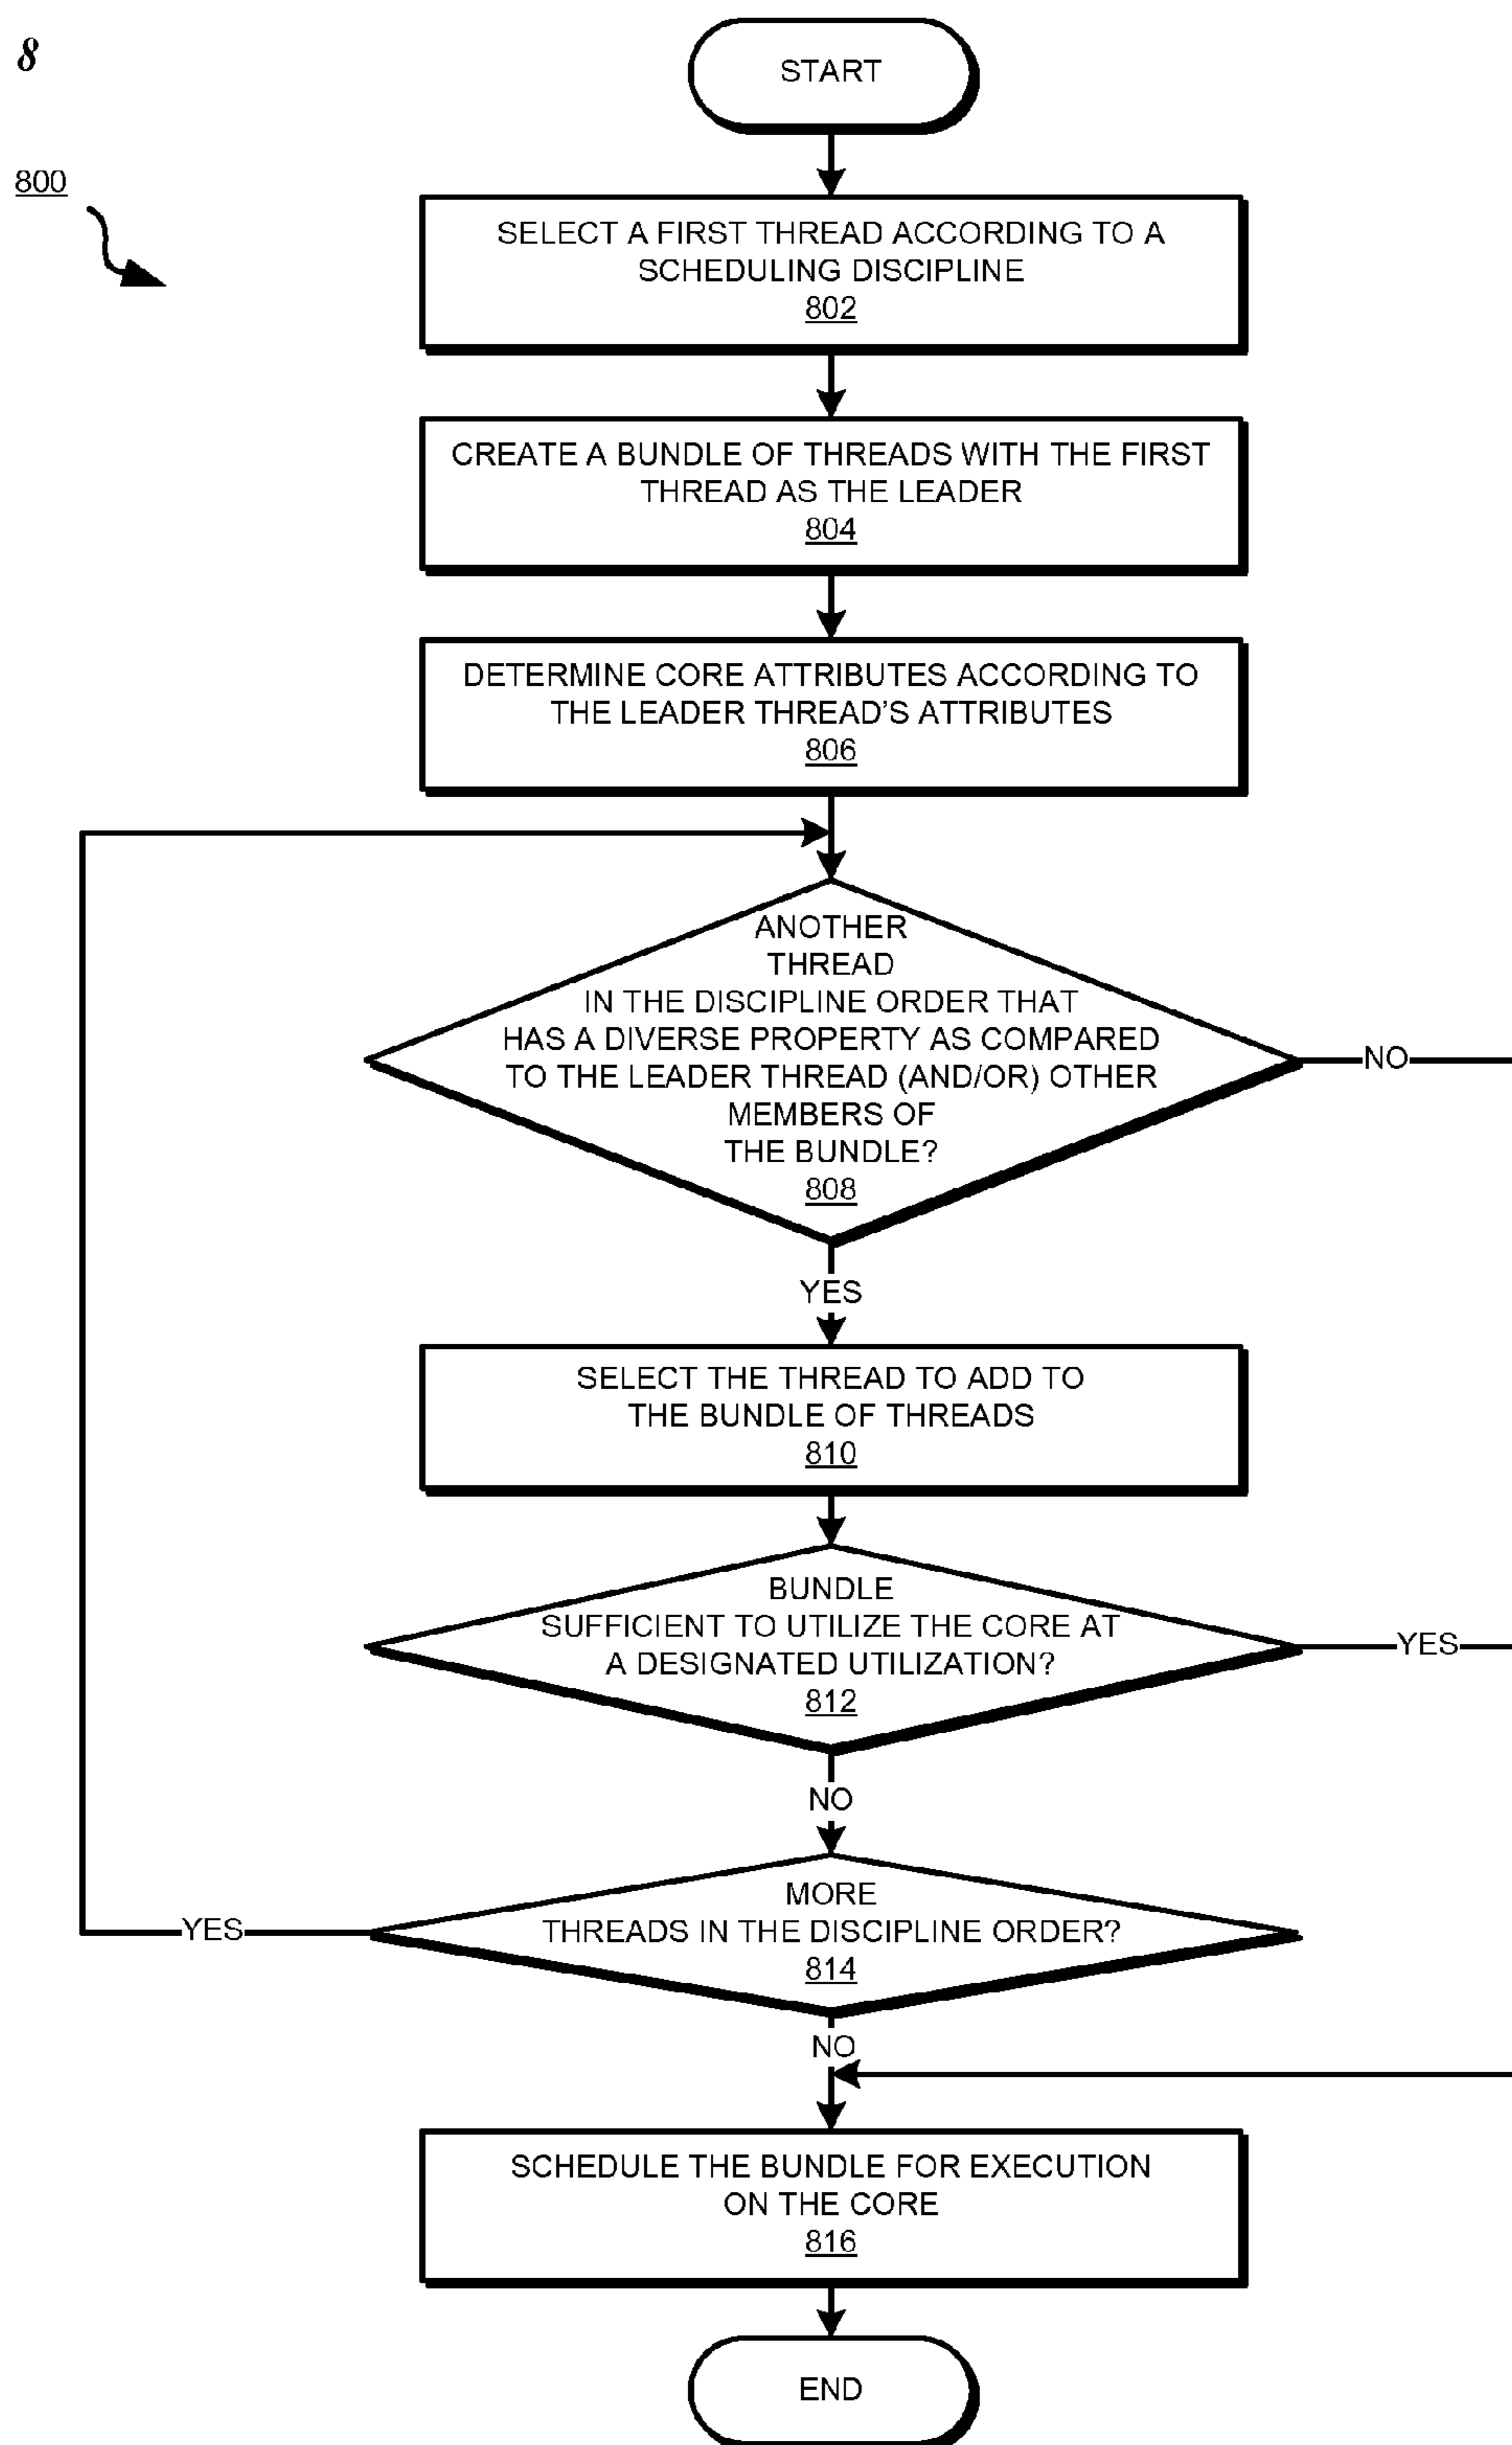 8
START
800
SELECT A FIRST THREAD ACCORDING TO A
SCHEDULING DISCIPLINE
802
CREATE A BUNDLE OF THREADS WITH THE FIRST
THREAD AS THE LEADER
804
DETERMINE CORE ATTRIBUTES ACCORDING TO
THE LEADER THREAD'S ATTRIBUTES
806
ANOTHER
THREAD
IN THE DISCIPLINE ORDER THAT
HAS A DIVERSE PROPERTY AS COMPARED
TO THE LEADER THREAD (AND/OR) OTHER
MEMBERS OF
THE BUNDLE?
808
NO
YES
SELECT THE THREAD TO ADD TO
THE BUNDLE OF THREADS
810
BUNDLE
SUFFICIENT TO UTILIZE THE CORE AT
A DESIGNATED UTILIZATION?
812
YES
NO
MORE
THREADS IN THE DISCIPLINE ORDER?
814
YES
NO
SCHEDULE THE BUNDLE FOR EXECUTION
ON THE CORE
816
END